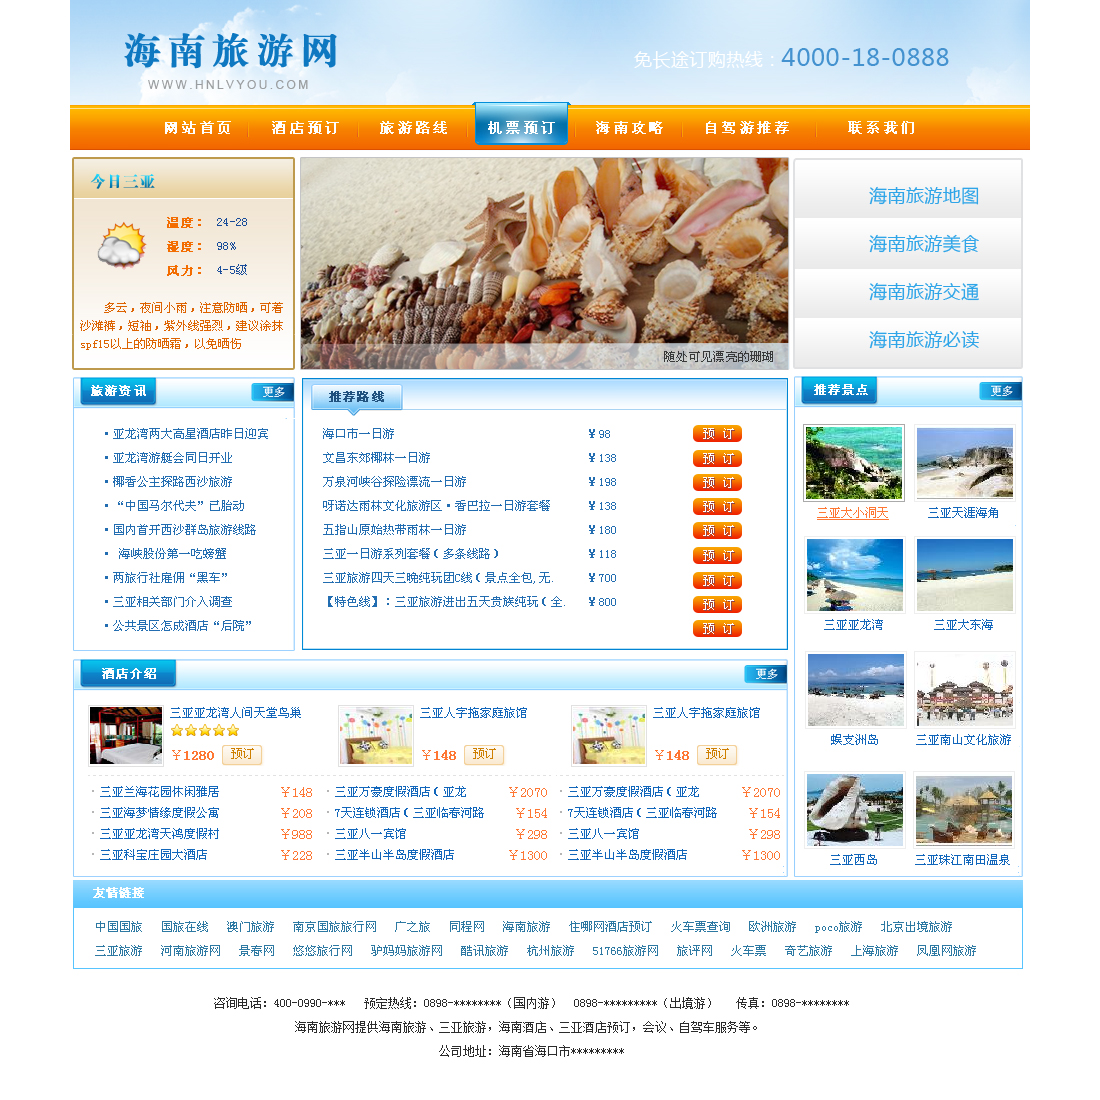 海南旅游网
WWW.HNLVYOU.COM
免长途订购热线：4000-18-0888
网站首页 酒店预订 旅游路线 机票预订 海南攻略 自驾游推荐 联系我们
今日三亚
温度： 24-28
湿度： 98%
风力： 4-5级
多云，夜间小雨，注意防晒，可着
沙滩裤，短袖，紫外线强烈，建议涂抹
spf15以上的防晒霜，以免晒伤
随处可见漂亮的珊瑚
海南旅游地图
海南旅游美食
海南旅游交通
海南旅游必读
旅游资讯 更多
·亚龙湾两大高星酒店昨日迎宾
·亚龙湾游艇会同日开业
·椰香公主探路西沙旅游
·“中国马尔代夫”已胎动
·国内首开西沙群岛旅游线路
· 海峡股份第一吃螃蟹
·两旅行社雇佣“黑车”
·三亚相关部门介入调查
·公共景区怎成酒店“后院”
推荐路线
海口市一日游 ¥ 98 预 订
文昌东郊椰林一日游 ¥ 138 预 订
万泉河峡谷探险漂流一日游 ¥ 198 预 订
呀诺达雨林文化旅游区·香巴拉一日游套餐 ¥ 138 预 订
五指山原始热带雨林一日游 ¥ 180 预 订
三亚一日游系列套餐（多条线路） ¥ 118 预 订
三亚旅游四天三晚纯玩团C线（景点全包,无. ¥ 700 预 订
【特色线】：三亚旅游进出五天贵族纯玩（全. ¥ 800 预 订
预 订
推荐景点 更多
三亚大小洞天 三亚天涯海角
三亚亚龙湾 三亚大东海
蜈支洲岛 三亚南山文化旅游
三亚西岛 三亚珠江南田温泉
酒店介绍 更多
三亚亚龙湾人间天堂鸟巢
￥1280 预订
三亚人字拖家庭旅馆
￥148 预订
三亚人字拖家庭旅馆
￥148 预订
·三亚兰海花园休闲雅居 ￥148 ·三亚万豪度假酒店（亚龙 ￥2070 ·三亚万豪度假酒店（亚龙 ￥2070
·三亚海梦情缘度假公寓 ￥208 7天连锁酒店（三亚临春河路 ￥154 7天连锁酒店（三亚临春河路 ￥154
·三亚亚龙湾天鸿度假村 ￥988 ·三亚八一宾馆 ￥298 ·三亚八一宾馆 ￥298
·三亚科宝庄园大酒店 ￥228 ·三亚半山半岛度假酒店 ￥1300 ·三亚半山半岛度假酒店 ￥1300
友情链接
中国国旅 国旅在线 澳门旅游 南京国旅旅行网 广之旅 同程网 海南旅游 住哪网酒店预订 火车票查询 欧洲旅游 poco旅游 北京出境旅游
三亚旅游 河南旅游网 景春网 悠悠旅行网 驴妈妈旅游网 酷讯旅游 杭州旅游 51766旅游网 旅评网 火车票 奇艺旅游 上海旅游 凤凰网旅游
咨询电话：400-0990-*** 预定热线：0898-********（国内游） 0898-*********（出境游） 传真：0898-********
海南旅游网提供海南旅游、三亚旅游，海南酒店、三亚酒店预订，会议、自驾车服务等。
公司地址：海南省海口市*********